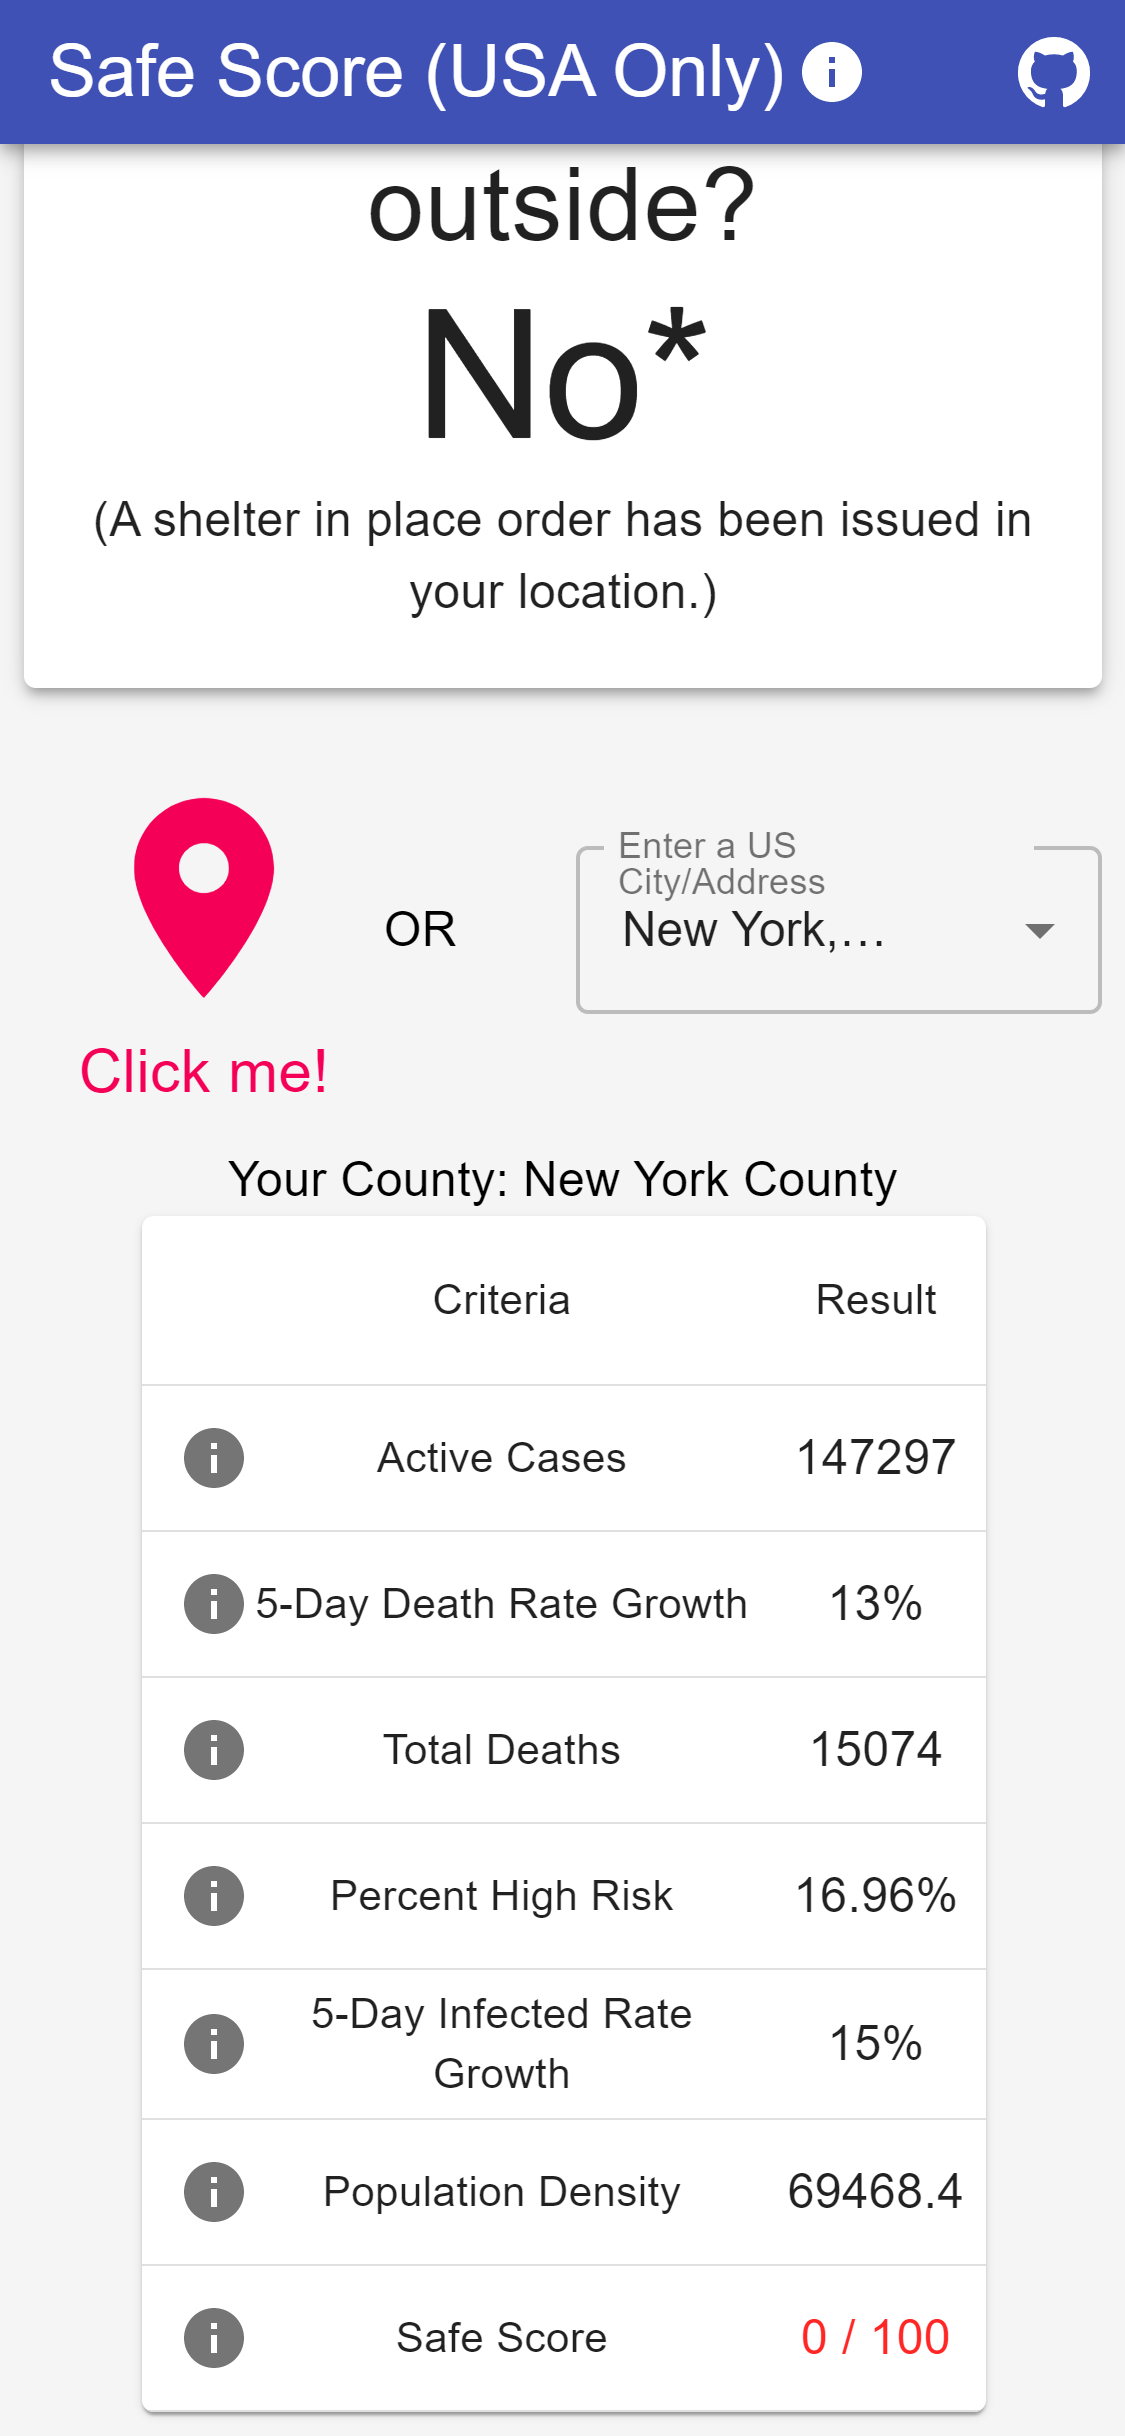 Safe Score (USA Only)
outside?
No*
(A shelter in place order has been issued in
your location.)
Enter a US
City/Address
New York,...
OR
Click me!
Your County: New York County
Criteria Result
Active Cases 147297
5-Day Death Rate Growth 13%
Total Deaths 15074
Percent High Risk 16.96%
5-Day Infected Rate
Growth 15%
Population Density 69468.4
Safe Score 0 / 100